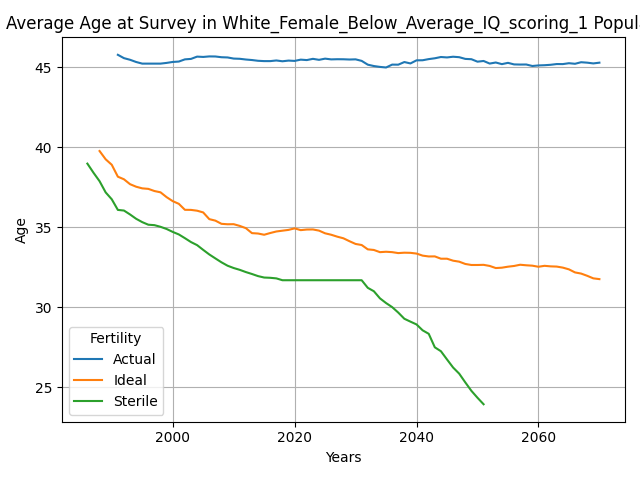 Average Age at Survey in White_Female_Below_Average_IQ_scoring_1 Popul
45
40
35
30
25
Age
2000
2020
2040
2060
Years
Fertility
Actual
Ideal
Sterile